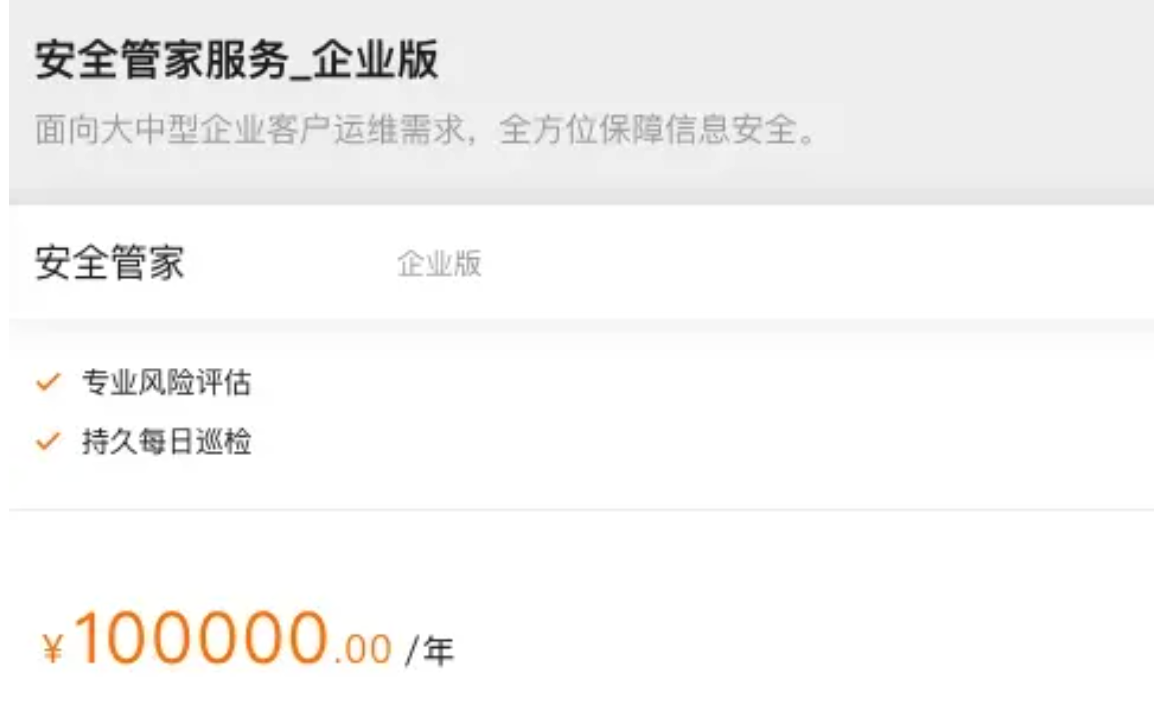 安全管家服务_企业版
面向大中型企业客户运维需求，全方位保障信息安全。
安全管家 企业版
专业风险评估
持久每日巡检
¥100000.00 /年